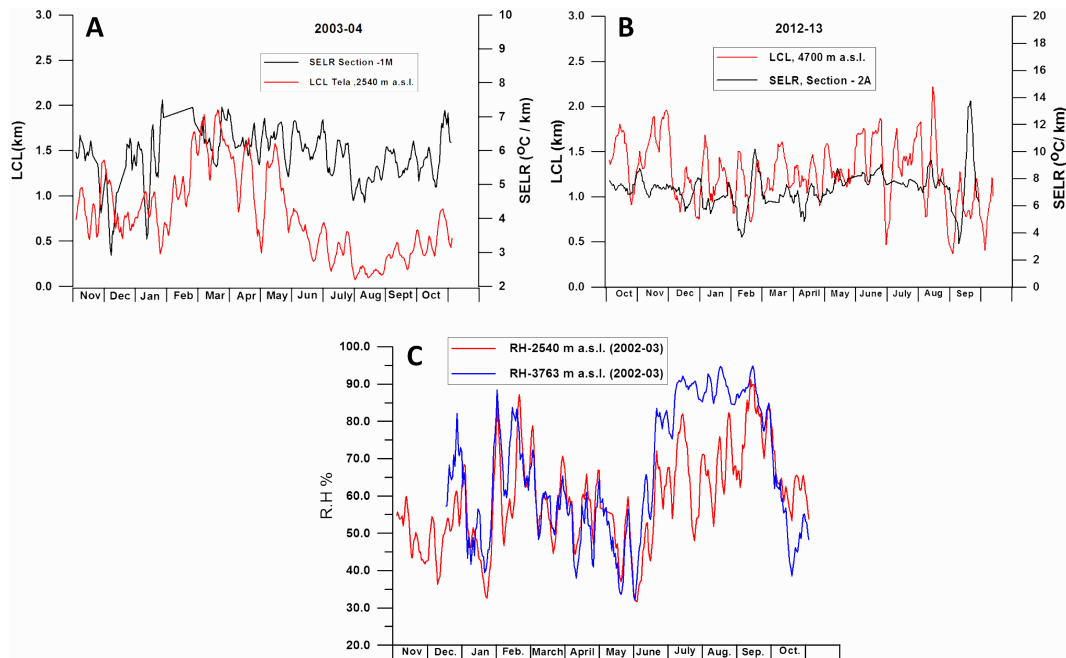 A
2003-04
SELR Section -1M
LCL Tela ,2540 m a.s.l.
LCL(km)
3.0
2.5
2.0
1.5
1.0
0.5
0.0
SELR (°C/ km)
10
9
8
7
6
5
4
3
2
Nov Dec Jan Feb Mar Apr May Jun July Aug Sept Oct
B
2012-13
LCL, 4700 m a.s.l.
SELR, Section - 2A
LCL (km)
3.0
2.5
2.0
1.5
1.0
0.5
0.0
SELR (°C/ km)
20
18
16
14
12
10
8
6
4
2
0
Oct Nov Dec Jan Feb Mar April May June July Aug Sep
C
RH-2540 m a.s.l. (2002-03)
RH-3763 m a.s.l. (2002-03)
R.H %
100.0
90.0
80.0
70.0
60.0
50.0
40.0
30.0
20.0
Nov Dec. Jan Feb. March April May June July Aug. Sep. Oct.